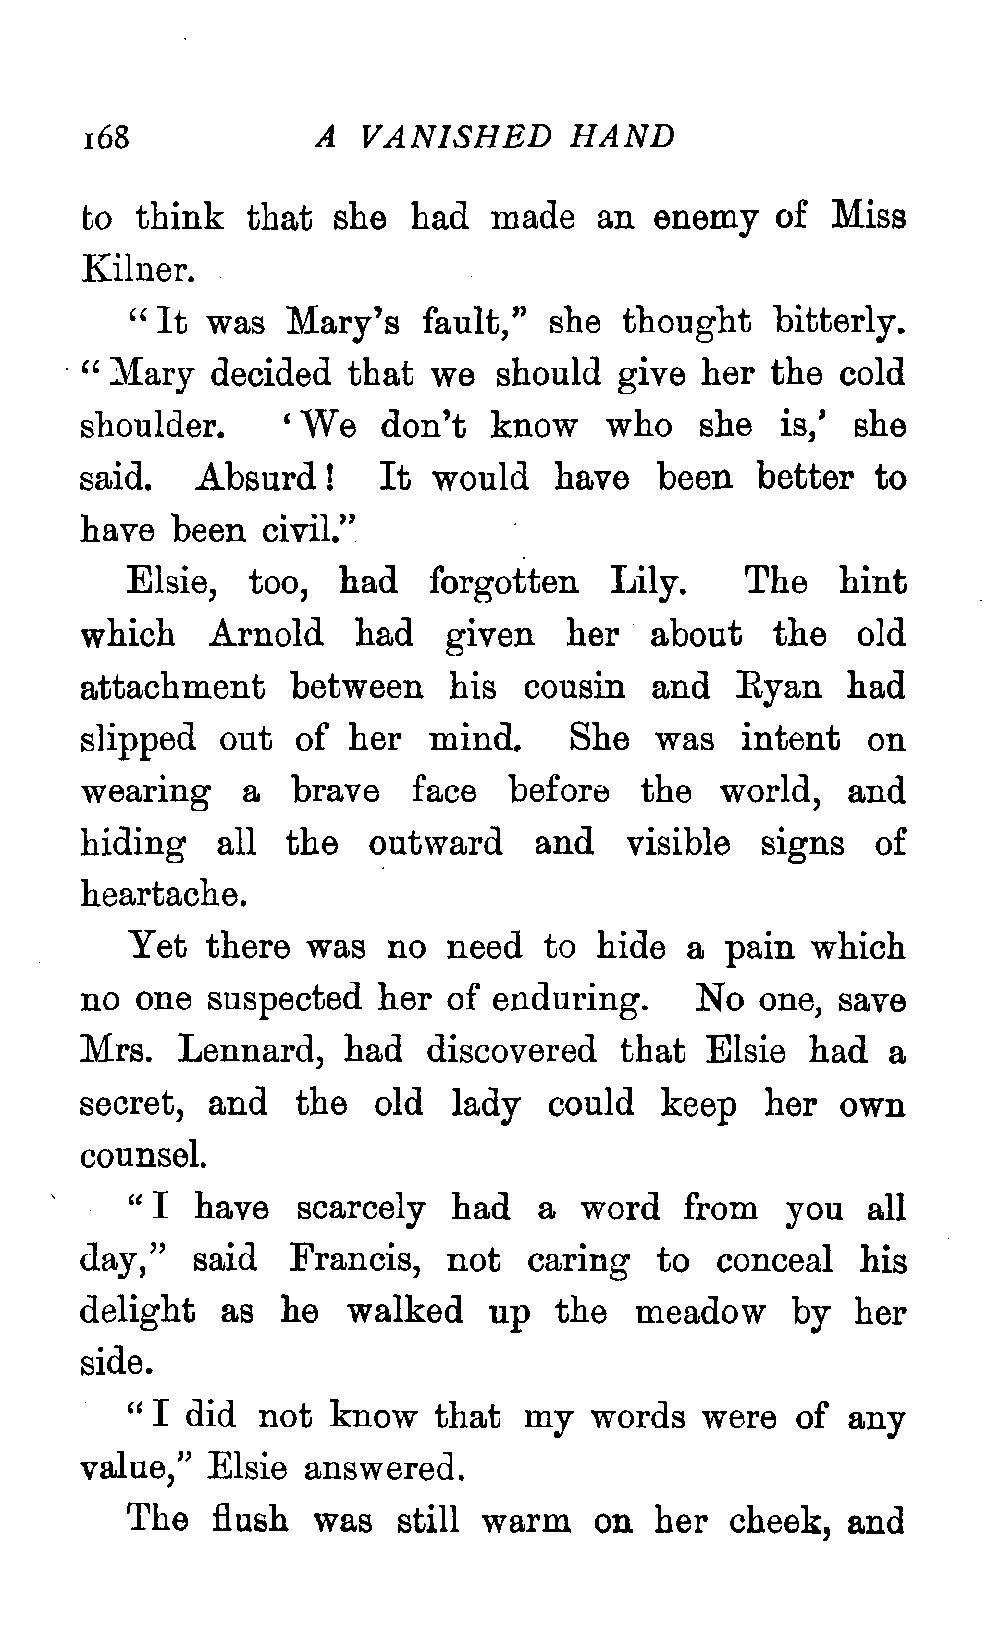 168 A VANISHED HAND
to think that she had made an enemy of Miss
Kilner.
“It was Mary’s fault,” she thought bitterly.
“Mary decided that we should give her the cold
shoulder. ‘We don’t know who she is,’ she
said. Absurd! It would have been better to
have been civil.”
Elsie, too, had forgotten Lily. The hint
which Arnold had given her about the old
attachment between his cousin and Ryan had
slipped out of her mind. She was intent on
wearing a brave face before the world, and
hiding all the outward and visible signs of
heartache.
Yet there was no need to hide a pain which
no one suspected her of enduring. No one, save
Mrs. Lennard, had discovered that Elsie had a
secret, and the old lady could keep her own
counsel.
“I have scarcely had a word from you all
day,” said Francis, not caring to conceal his
delight as he walked up the meadow by her
side.
“I did not know that my words were of any
value,” Elsie answered.
The flush was still warm on her cheek, and